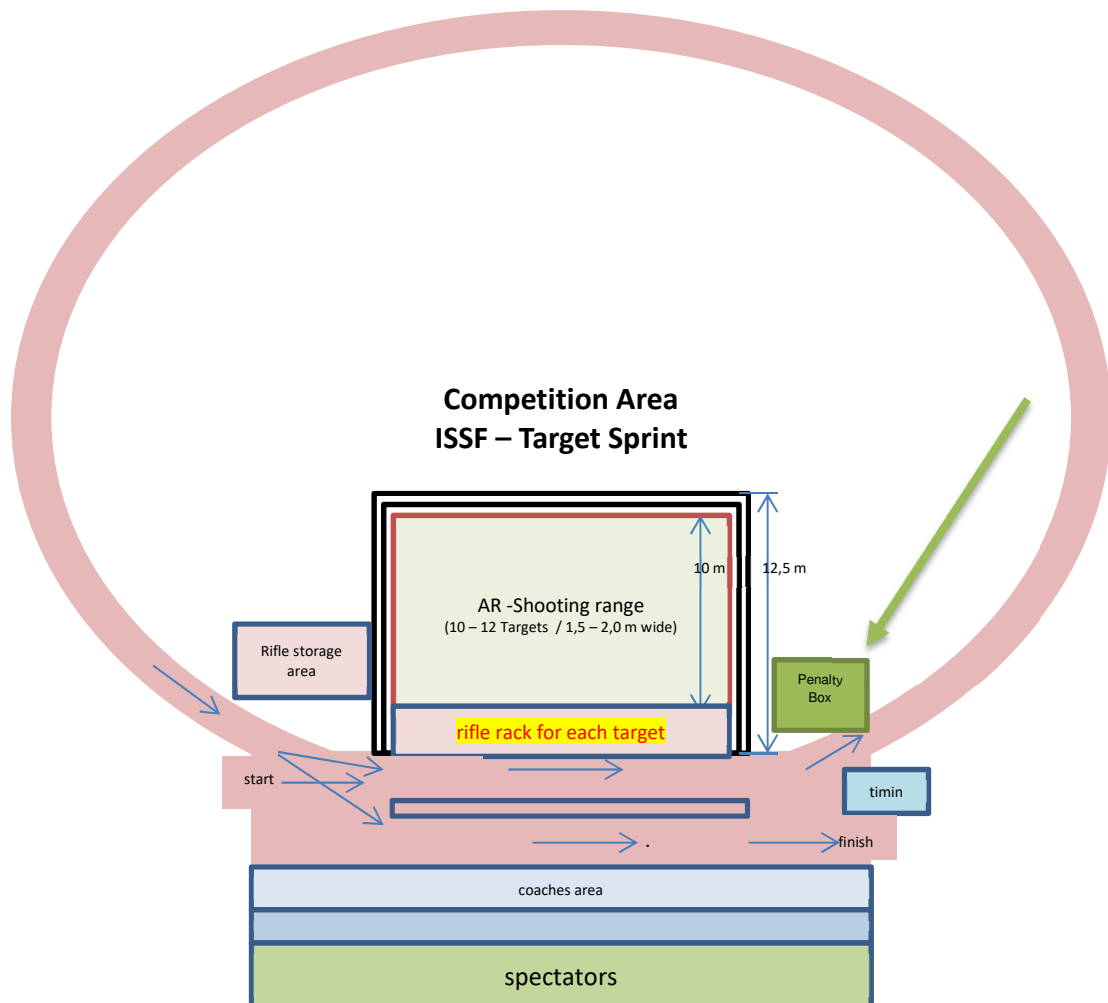 Competition Area
ISSF – Target Sprint
10 m
12,5 m
AR -Shooting range
(10 – 12 Targets / 1,5 – 2,0 m wide)
Rifle storage
area
Penalty
Box
rifle rack for each target
start
timin
.
finish
coaches area
spectators